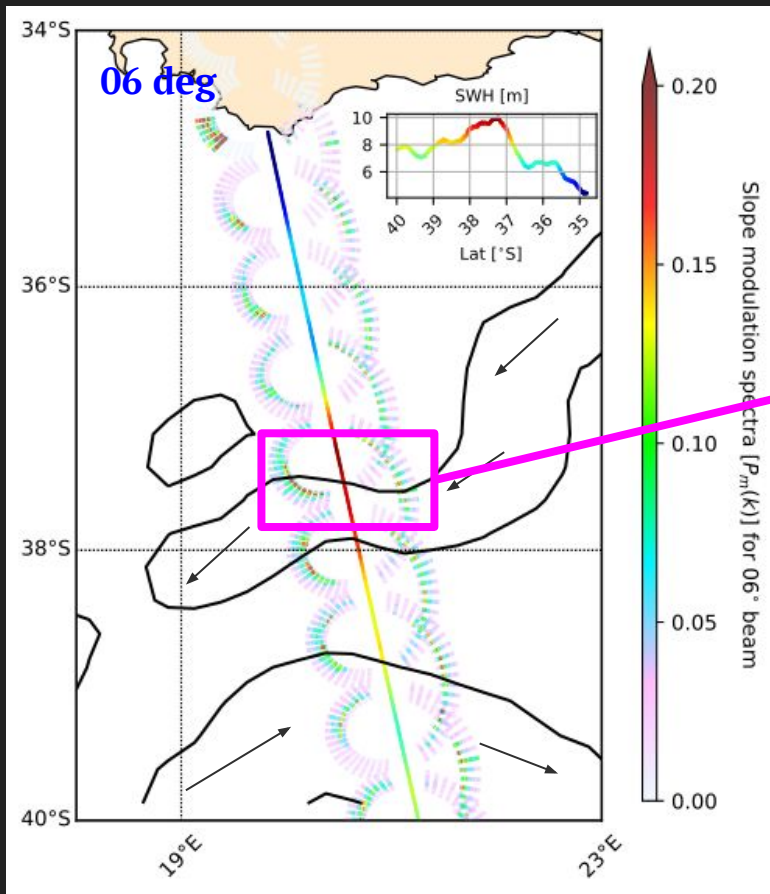 34°S
36°S
38°S
40°S
19°E
23°E
06 deg
SWH [m]
10
8
6
40
39
38
37
36
35
Lat [°S]
0.20
0.15
0.10
0.05
0.00
Slope modulation spectra [Pm(k)] for 06° beam